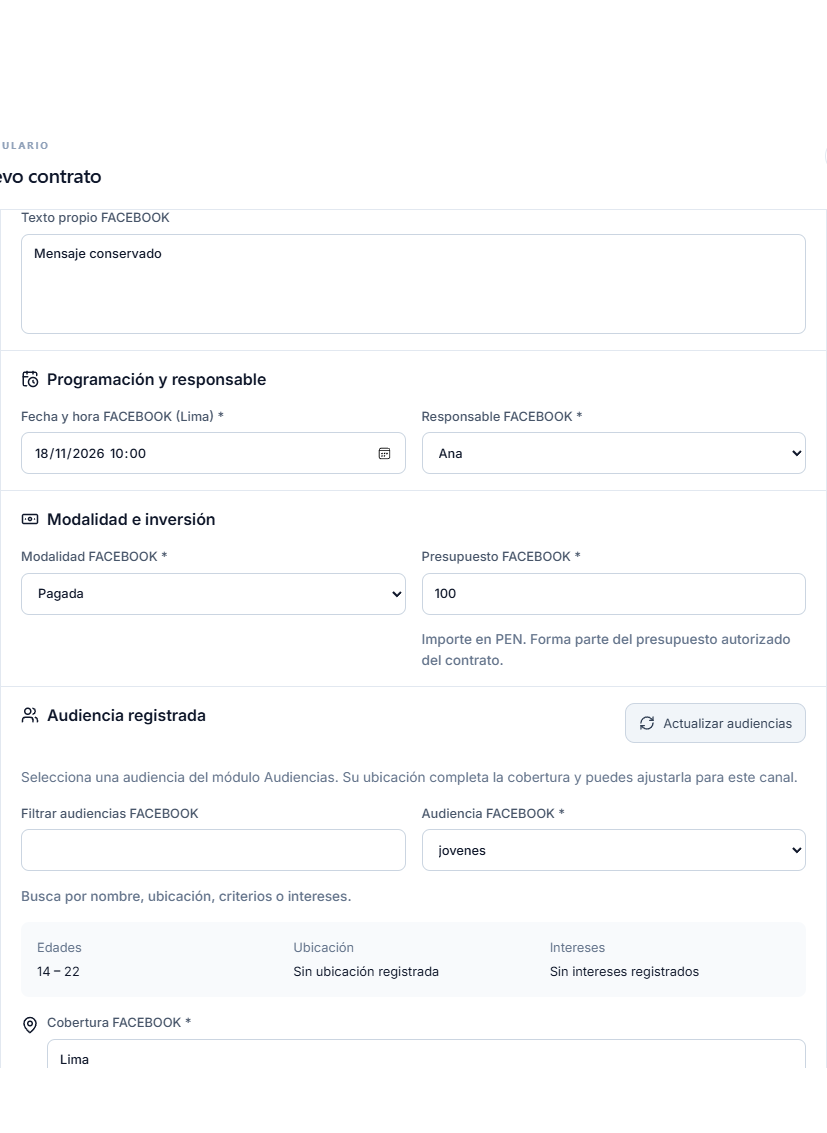 ULARIO
evo contrato
Texto propio FACEBOOK
Mensaje conservado
Programación y responsable
Fecha y hora FACEBOOK (Lima) *
Responsable FACEBOOK *
18/11/2026 10:00
Ana
Modalidad e inversión
Modalidad FACEBOOK *
Presupuesto FACEBOOK *
Pagada
100
Importe en PEN. Forma parte del presupuesto autorizado
del contrato.
Audiencia registrada
Actualizar audiencias
Selecciona una audiencia del módulo Audiencias. Su ubicación completa la cobertura y puedes ajustarla para este canal.
Filtrar audiencias FACEBOOK
Audiencia FACEBOOK *
jovenes
Busca por nombre, ubicación, criterios o intereses.
Edades
Ubicación
Intereses
14 – 22
Sin ubicación registrada
Sin intereses registrados
Cobertura FACEBOOK *
Lima